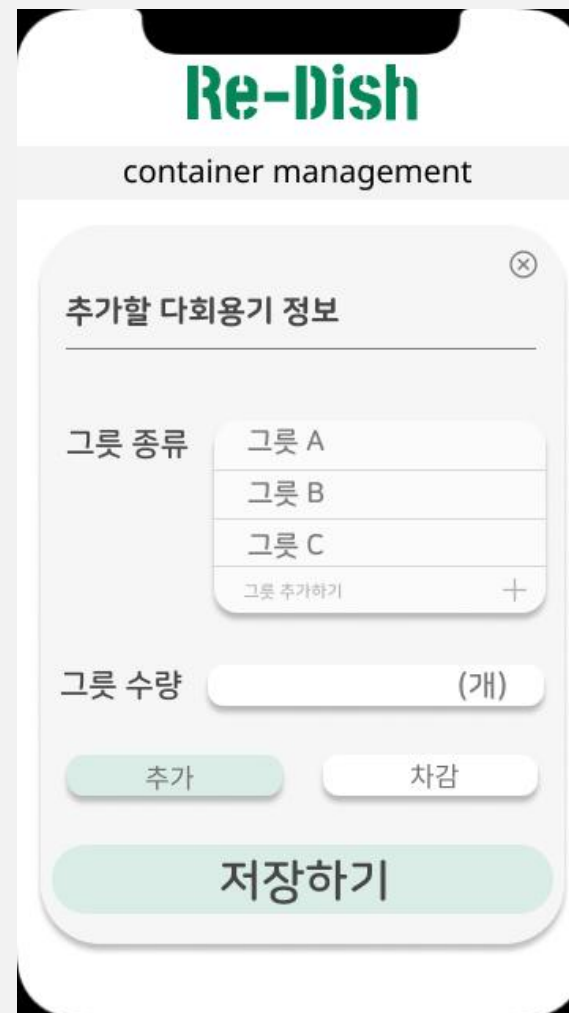 Re-Dish
container management
추가할 다회용기 정보
그릇 종류
그릇 A
그릇 B
그릇 C
그릇 추가하기
그릇 수량
(개)
추가
차감
저장하기